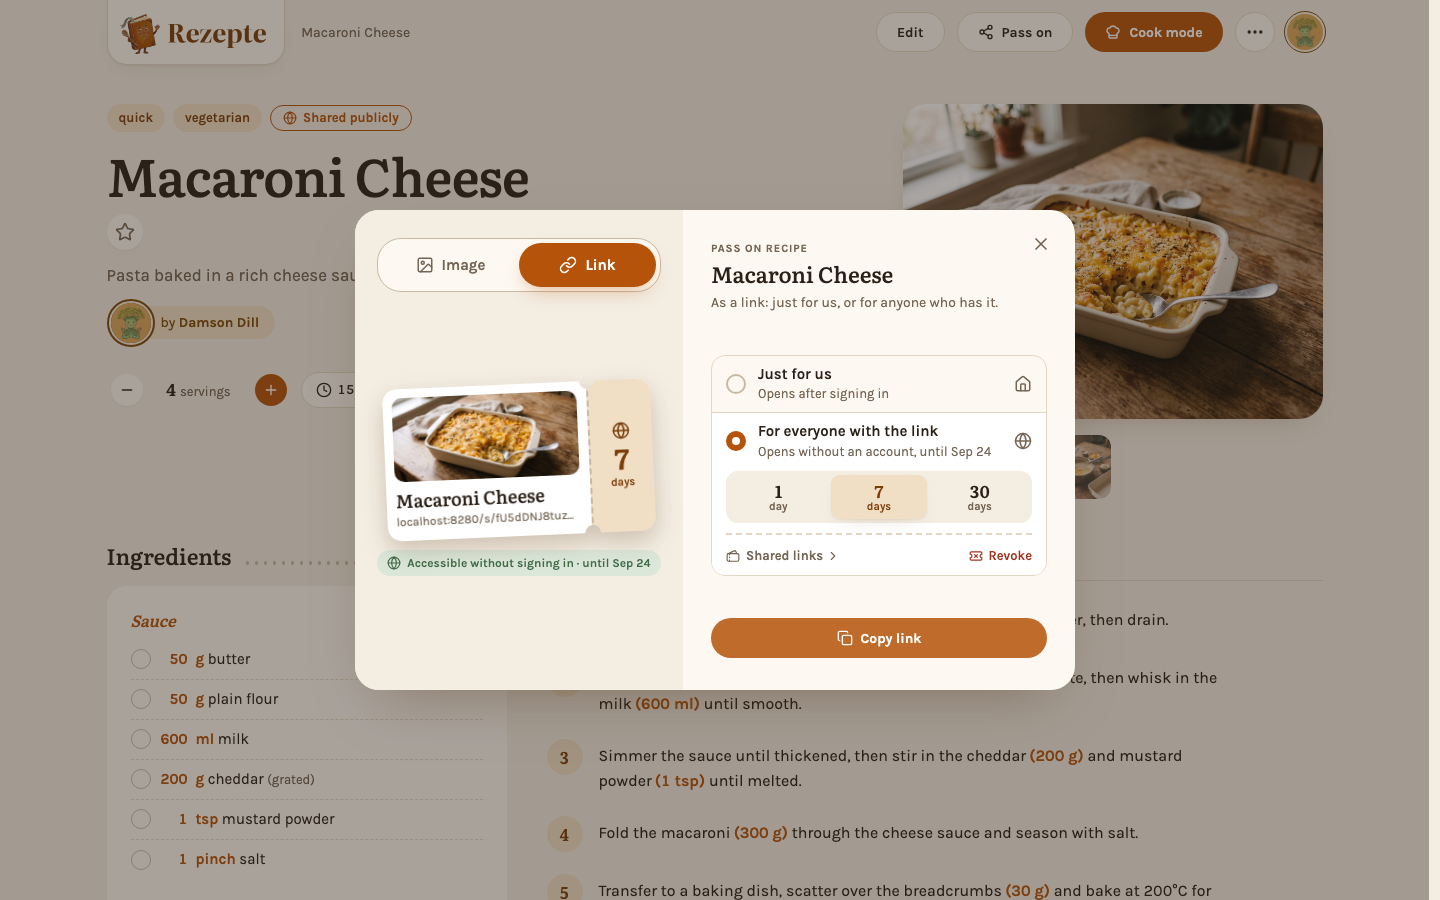 Rezepte
Macaroni Cheese
Edit
Pass on
Cook mode
quick
vegetarian
Shared publicly
Macaroni Cheese
Pasta baked in a rich cheese
by Damson Dill
4 servings
15
Image
Link
Macaroni Cheese
localhost:8280/s/fU5dDNJ8tuz...
7
days
Accessible without signing in · until Sep 24
PASS ON RECIPE
Macaroni Cheese
As a link: just for us, or for anyone who has it.
Just for us
Opens after signing in
For everyone with the link
Opens without an account, until Sep 24
1
day
7
days
30
days
Shared links
Revoke
Copy link
Ingredients
Sauce
50 g butter
50 g plain flour
600 ml milk
200 g cheddar (grated)
1 tsp mustard powder
1 pinch salt
then drain.
then whisk in the
milk (600 ml) until smooth.
3
Simmer the sauce until thickened, then stir in the cheddar (200 g) and mustard
powder (1 tsp) until melted.
4
Fold the macaroni (300 g) through the cheese sauce and season with salt.
5
Transfer to a baking dish, scatter over the breadcrumbs (30 g) and bake at 200°C for